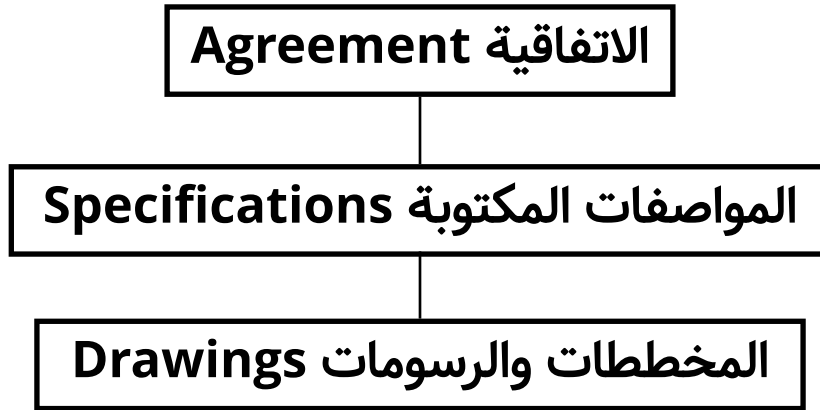 الاتفاقية Agreement
المواصفات المكتوبة Specifications
المخططات والرسومات Drawings